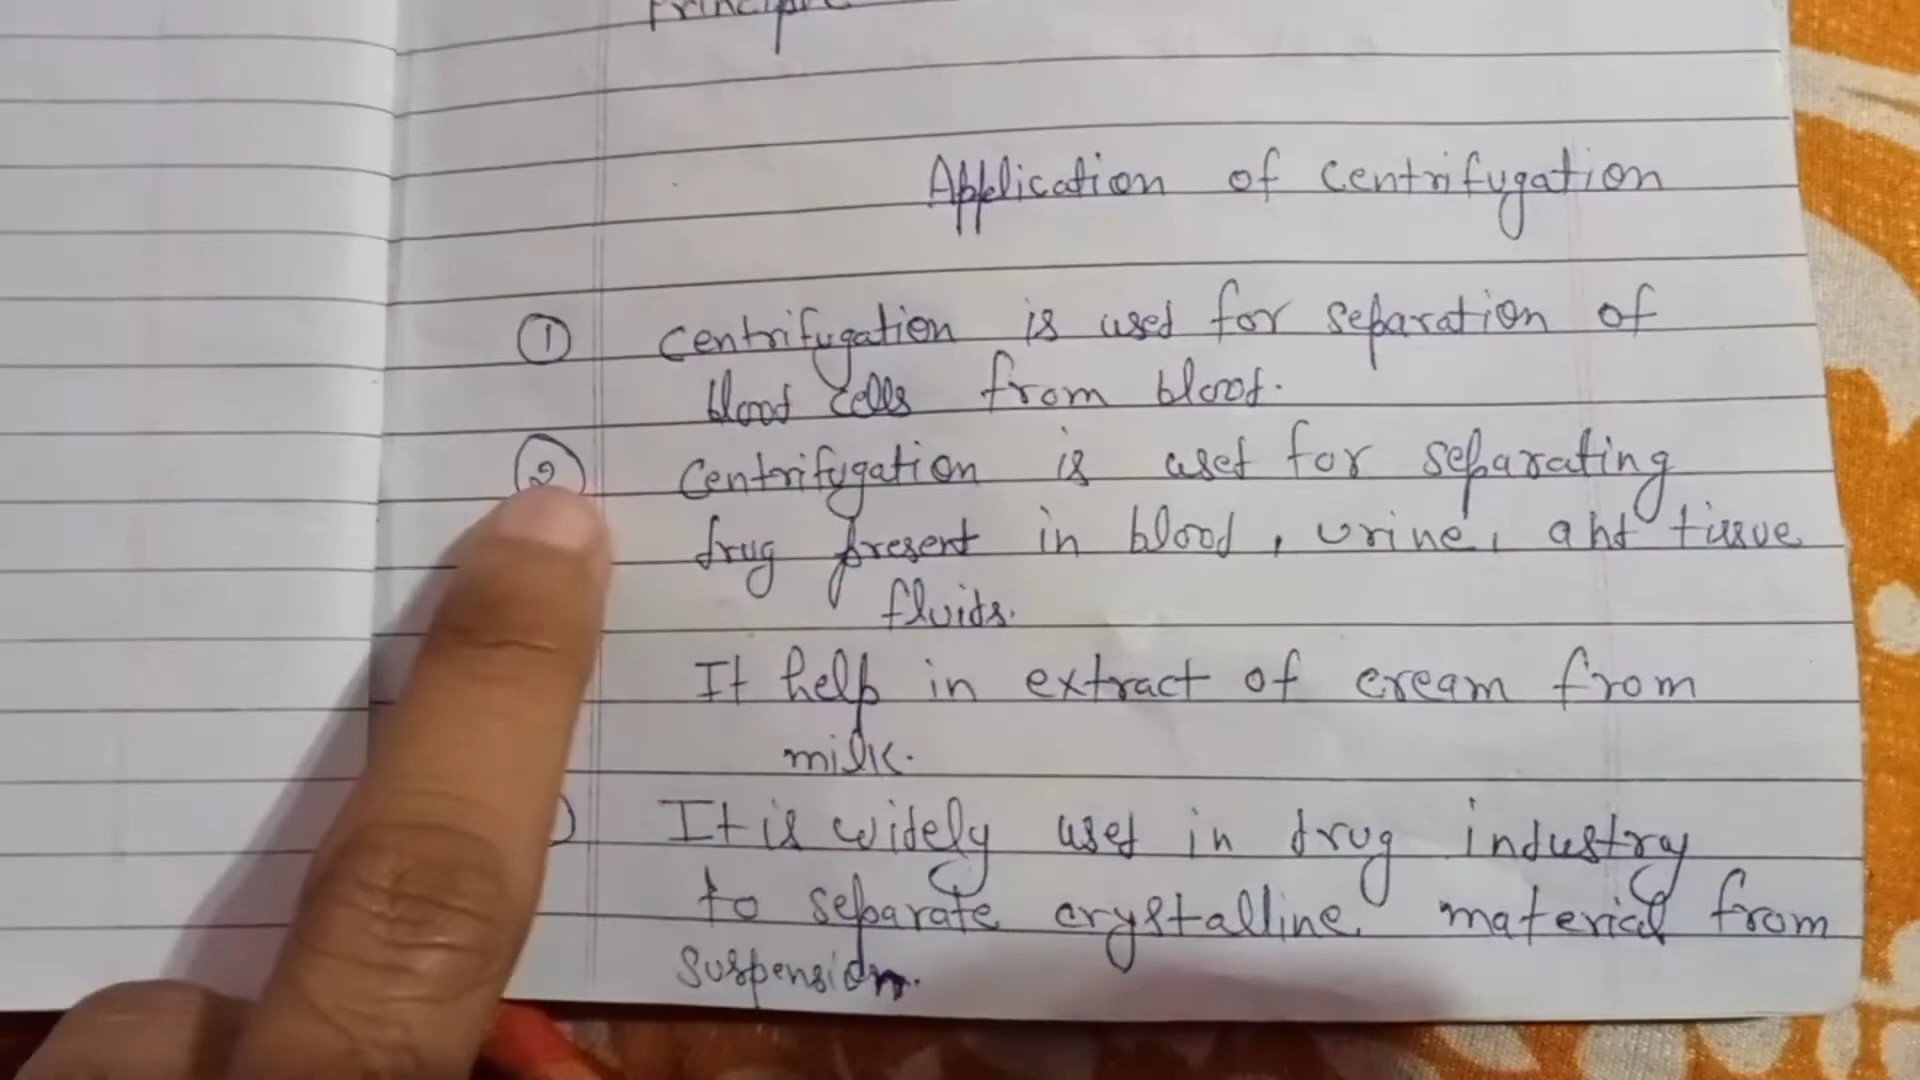 Principle
Application of centrifugation
① centrifugation is used for separation of
blood cells from blood.
② Centrifugation is used for separating
drug present in blood, urine, and tissue
fluids.
It help in extract of cream from
milk.
It is widely used in drug industry
to separate crystalline material from
suspension.